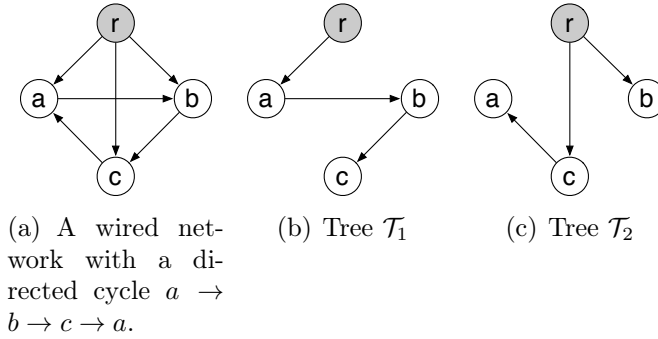 r
r
r
a
b
a
b
a
b
c
c
c
(a) A wired net-
work with a di-
rected cycle a →
b → c → a.
(b) Tree 𝒯₁
(c) Tree 𝒯₂